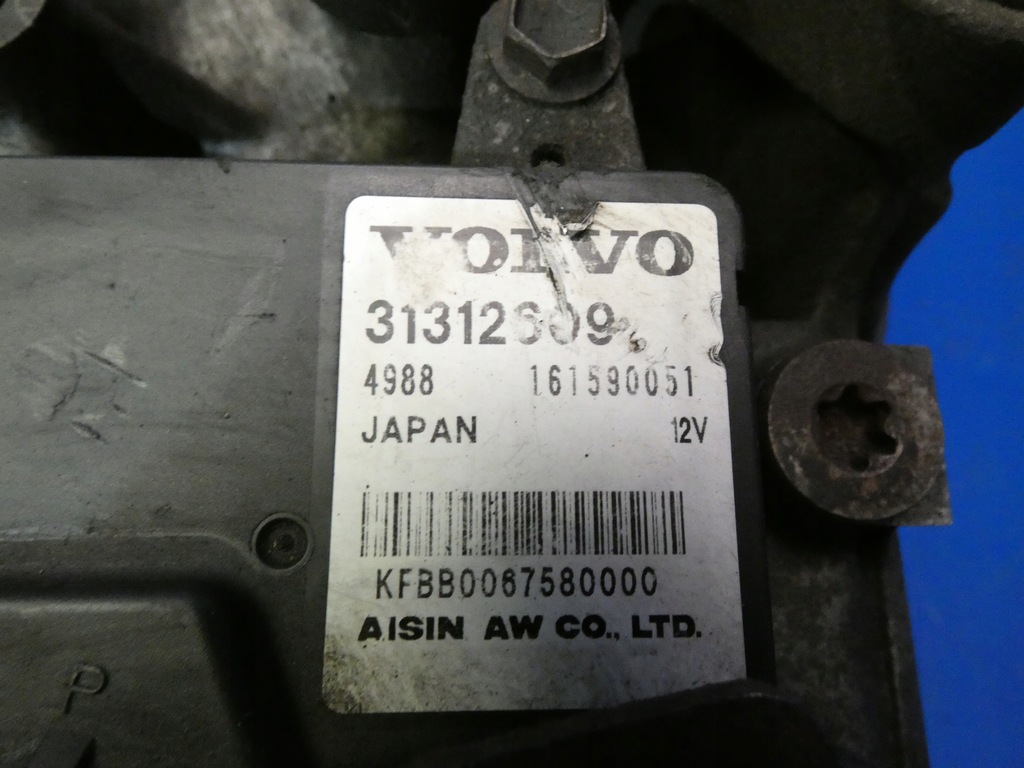 VOLVO
31312609
4988 161590051
JAPAN 12V
KFBB0067580000
AISIN AW CO., LTD.
P